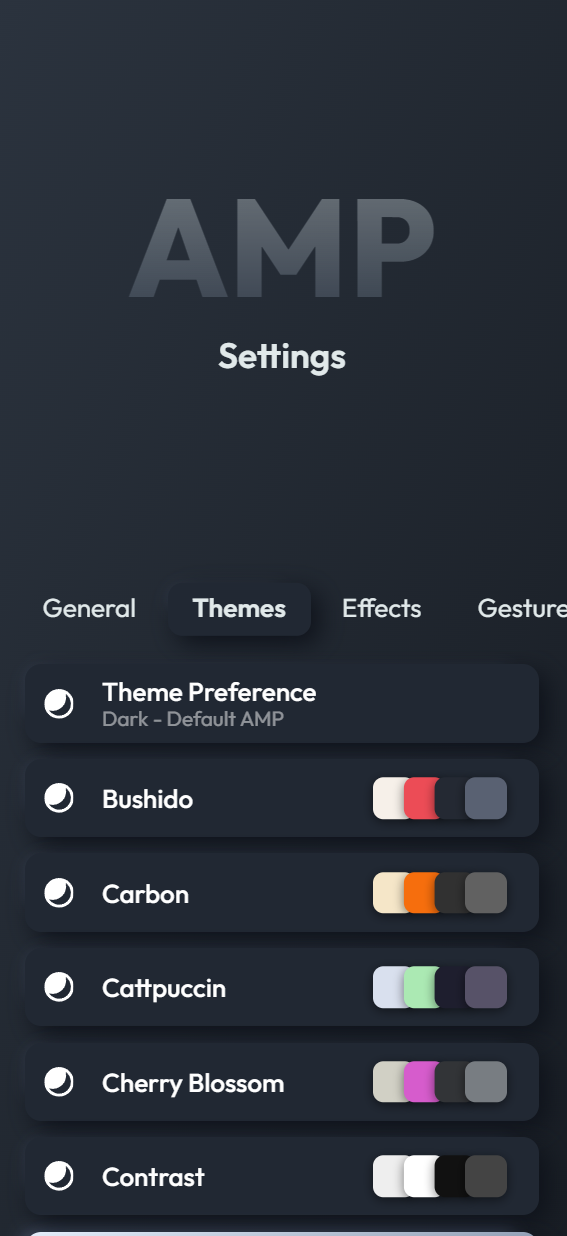 AMP
Settings
General Themes Effects Gesture
Theme Preference
Dark - Default AMP
Bushido
Carbon
Cattpuccin
Cherry Blossom
Contrast